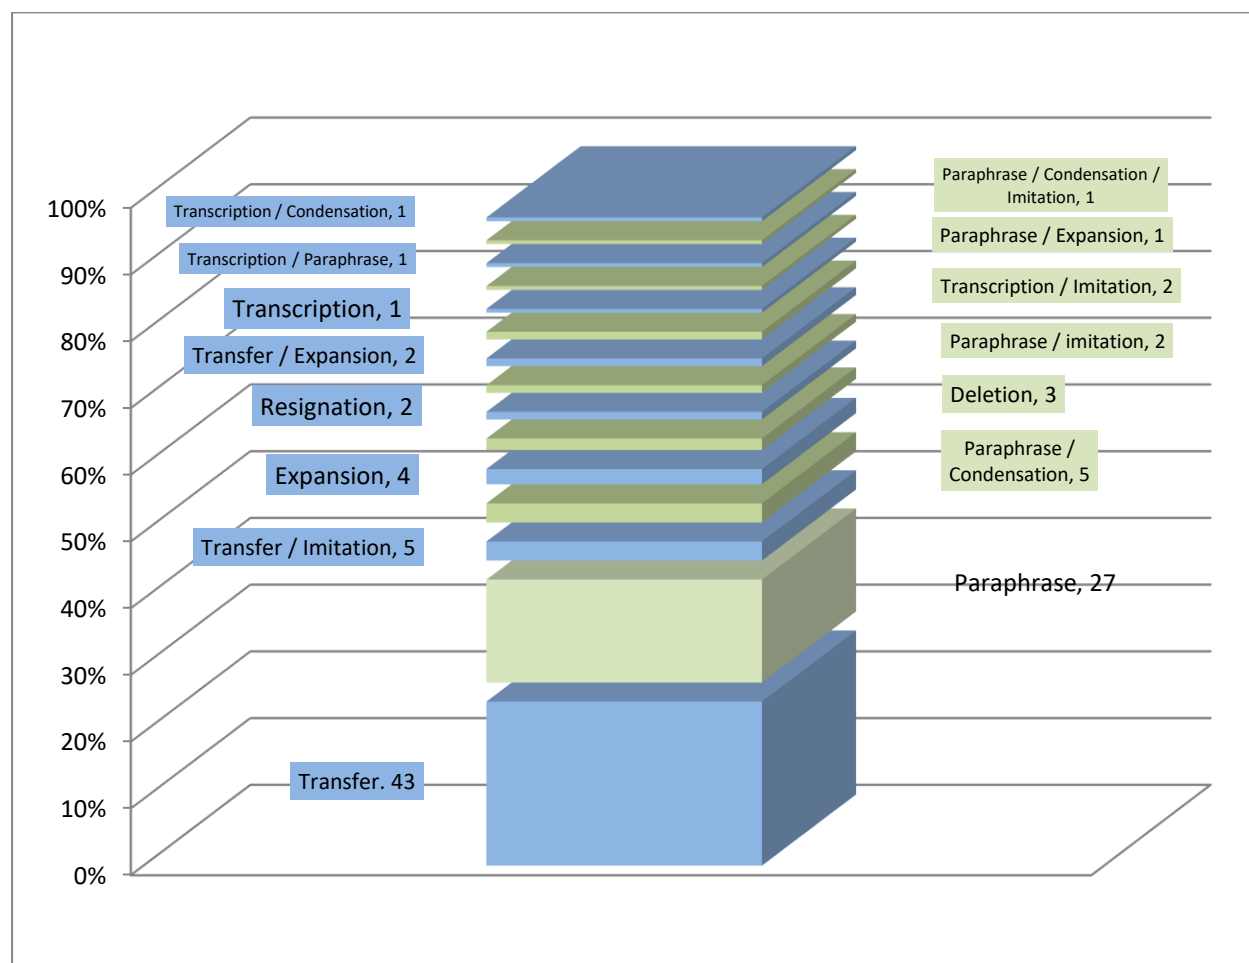 100%
90%
80%
70%
60%
50%
40%
30%
20%
10%
0%
Transcription / Condensation, 1
Transcription / Paraphrase, 1
Transcription, 1
Transfer / Expansion, 2
Resignation, 2
Expansion, 4
Transfer / Imitation, 5
Transfer. 43
Paraphrase / Condensation /
Imitation, 1
Paraphrase / Expansion, 1
Transcription / Imitation, 2
Paraphrase / imitation, 2
Deletion, 3
Paraphrase /
Condensation, 5
Paraphrase, 27